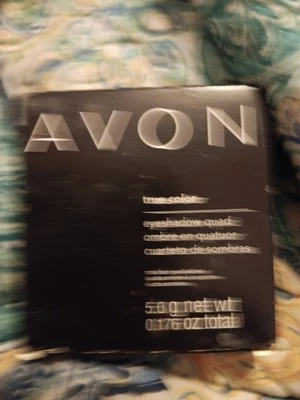 AVON
true color
eyeshadow quad
ombre en quatuor
cuarteto de sombras
5.0 g net wt
0.176 oz total